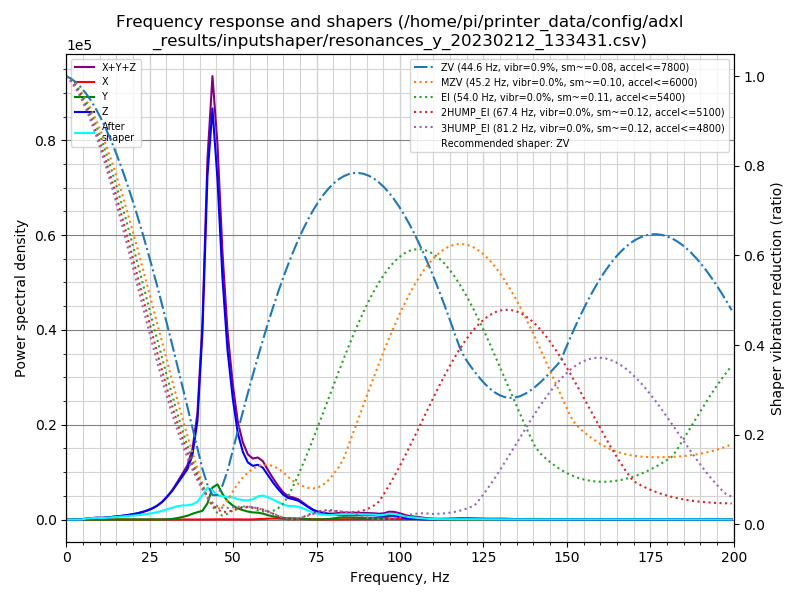 Frequency response and shapers (/home/pi/printer_data/config/adxl
_results/inputshaper/resonances_y_20230212_133431.csv)
1e5
X+Y+Z
X
Y
Z
After
shaper
ZV (44.6 Hz, vibr=0.9%, sm~=0.08, accel<=7800)
MZV (45.2 Hz, vibr=0.0%, sm~=0.10, accel<=6000)
EI (54.0 Hz, vibr=0.0%, sm~=0.11, accel<=5400)
2HUMP_EI (67.4 Hz, vibr=0.0%, sm~=0.12, accel<=5100)
3HUMP_EI (81.2 Hz, vibr=0.0%, sm~=0.12, accel<=4800)
Recommended shaper: ZV
Power spectral density
0.8
0.6
0.4
0.2
0.0
1.0
0.8
0.6
0.4
0.2
0.0
Shaper vibration reduction (ratio)
0 25 50 75 100 125 150 175 200
Frequency, Hz